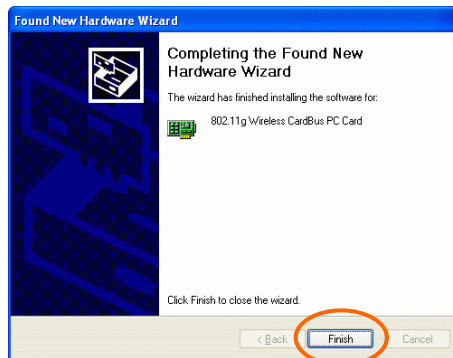 Found New Hardware Wizard
Completing the Found New
Hardware Wizard
The wizard has finished installing the software for:
802.11g Wireless CardBus PC Card
Click Finish to close the wizard.
< Back
Finish
Cancel